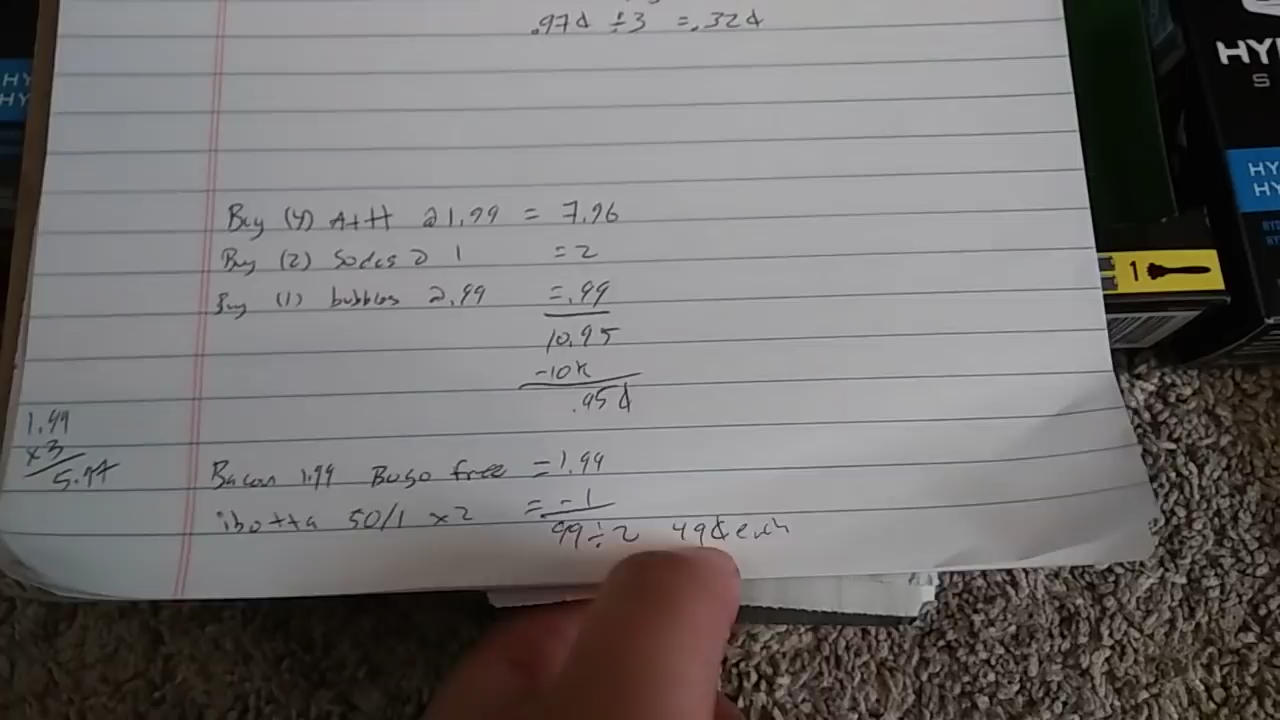 .97¢ ÷3 =.32¢
Buy (4) A+H @1.99 = 7.96
Buy (2) Sodas @ 1 =2
Buy (1) bubbles @.99 =.99
10.95
-10
.95¢
1.99
x3
5.97
Bacon 1.99 Bogo free =1.99
ibotta 50/1 x2 = -1
99÷2 49¢ each
HY
HY
HY
S
HY
HY
1